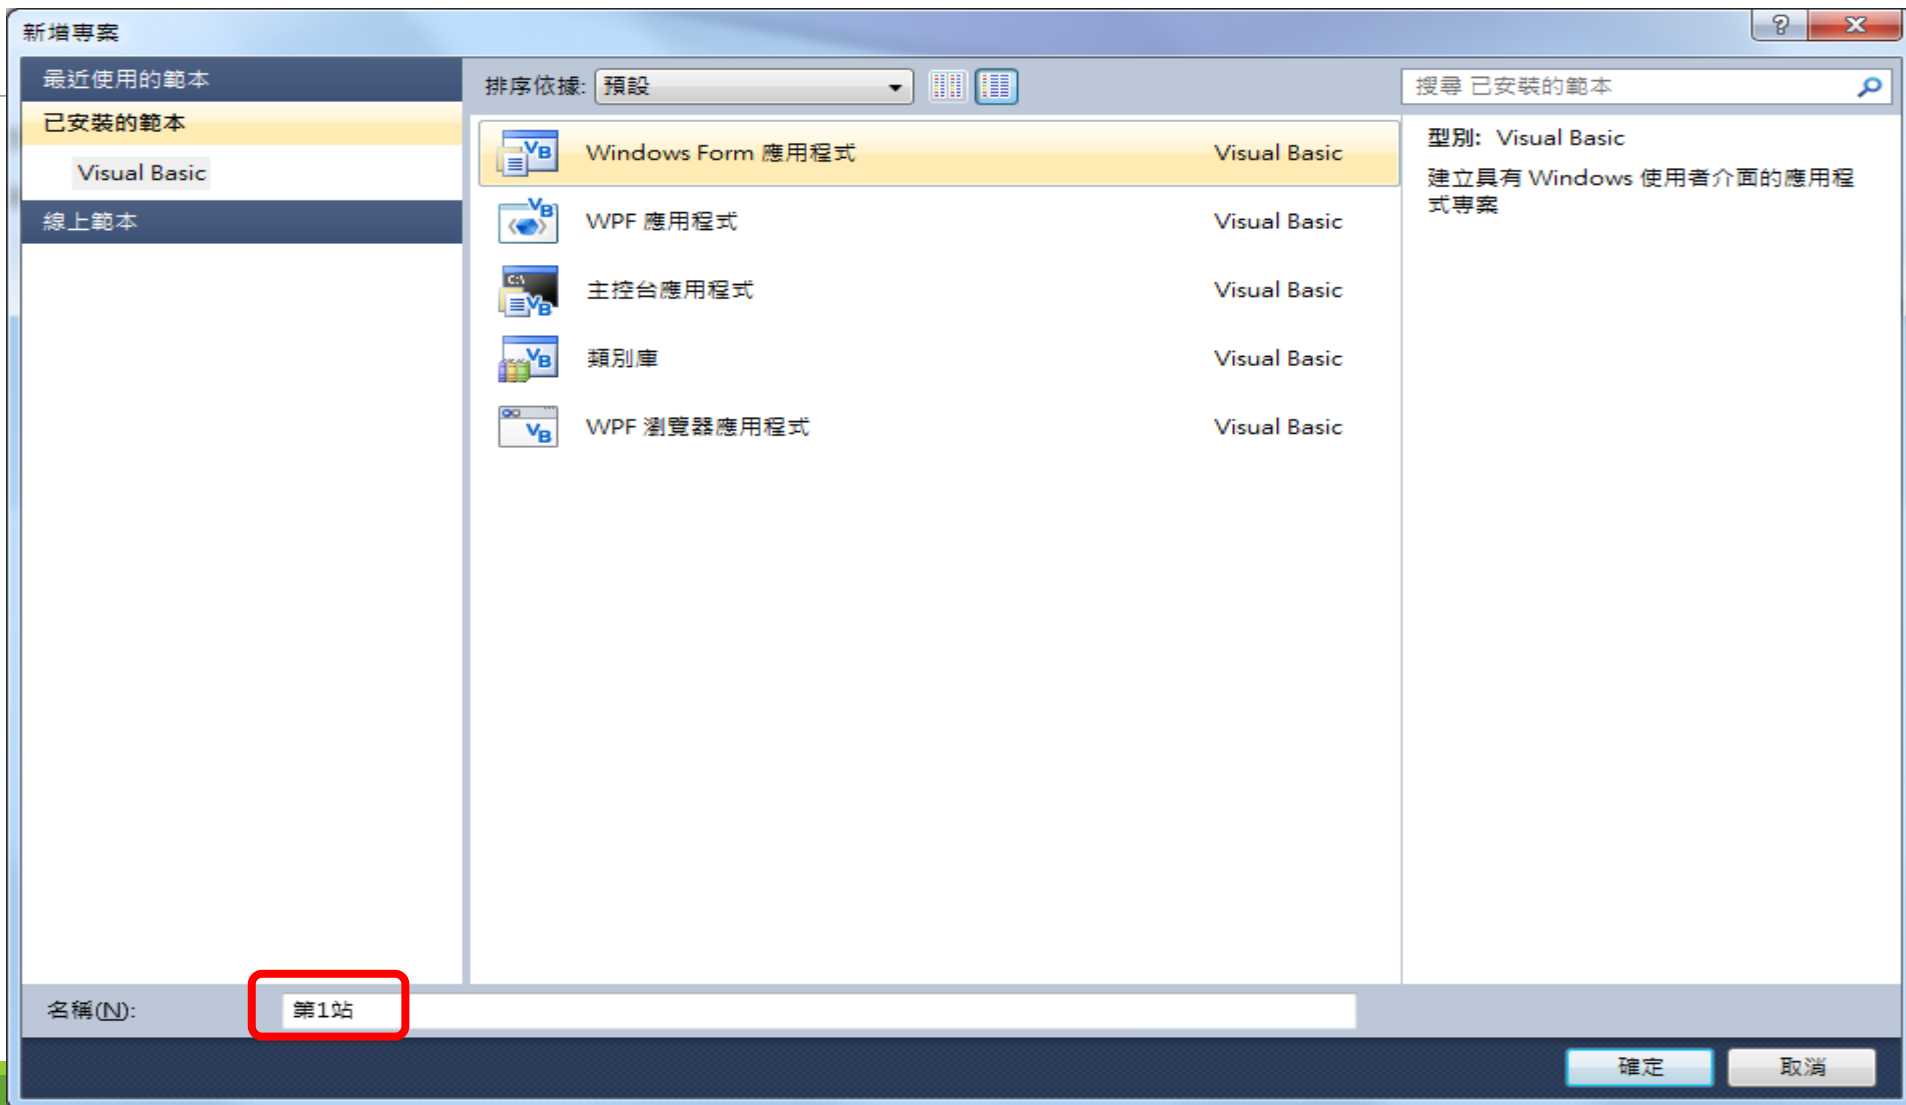 新增專案
最近使用的範本
已安裝的範本
Visual Basic
線上範本
排序依據: 預設
Windows Form 應用程式 Visual Basic
WPF 應用程式 Visual Basic
主控台應用程式 Visual Basic
類別庫 Visual Basic
WPF 瀏覽器應用程式 Visual Basic
搜尋 已安裝的範本
型別: Visual Basic
建立具有 Windows 使用者介面的應用程
式專案
名稱(N): 第1站
確定 取消